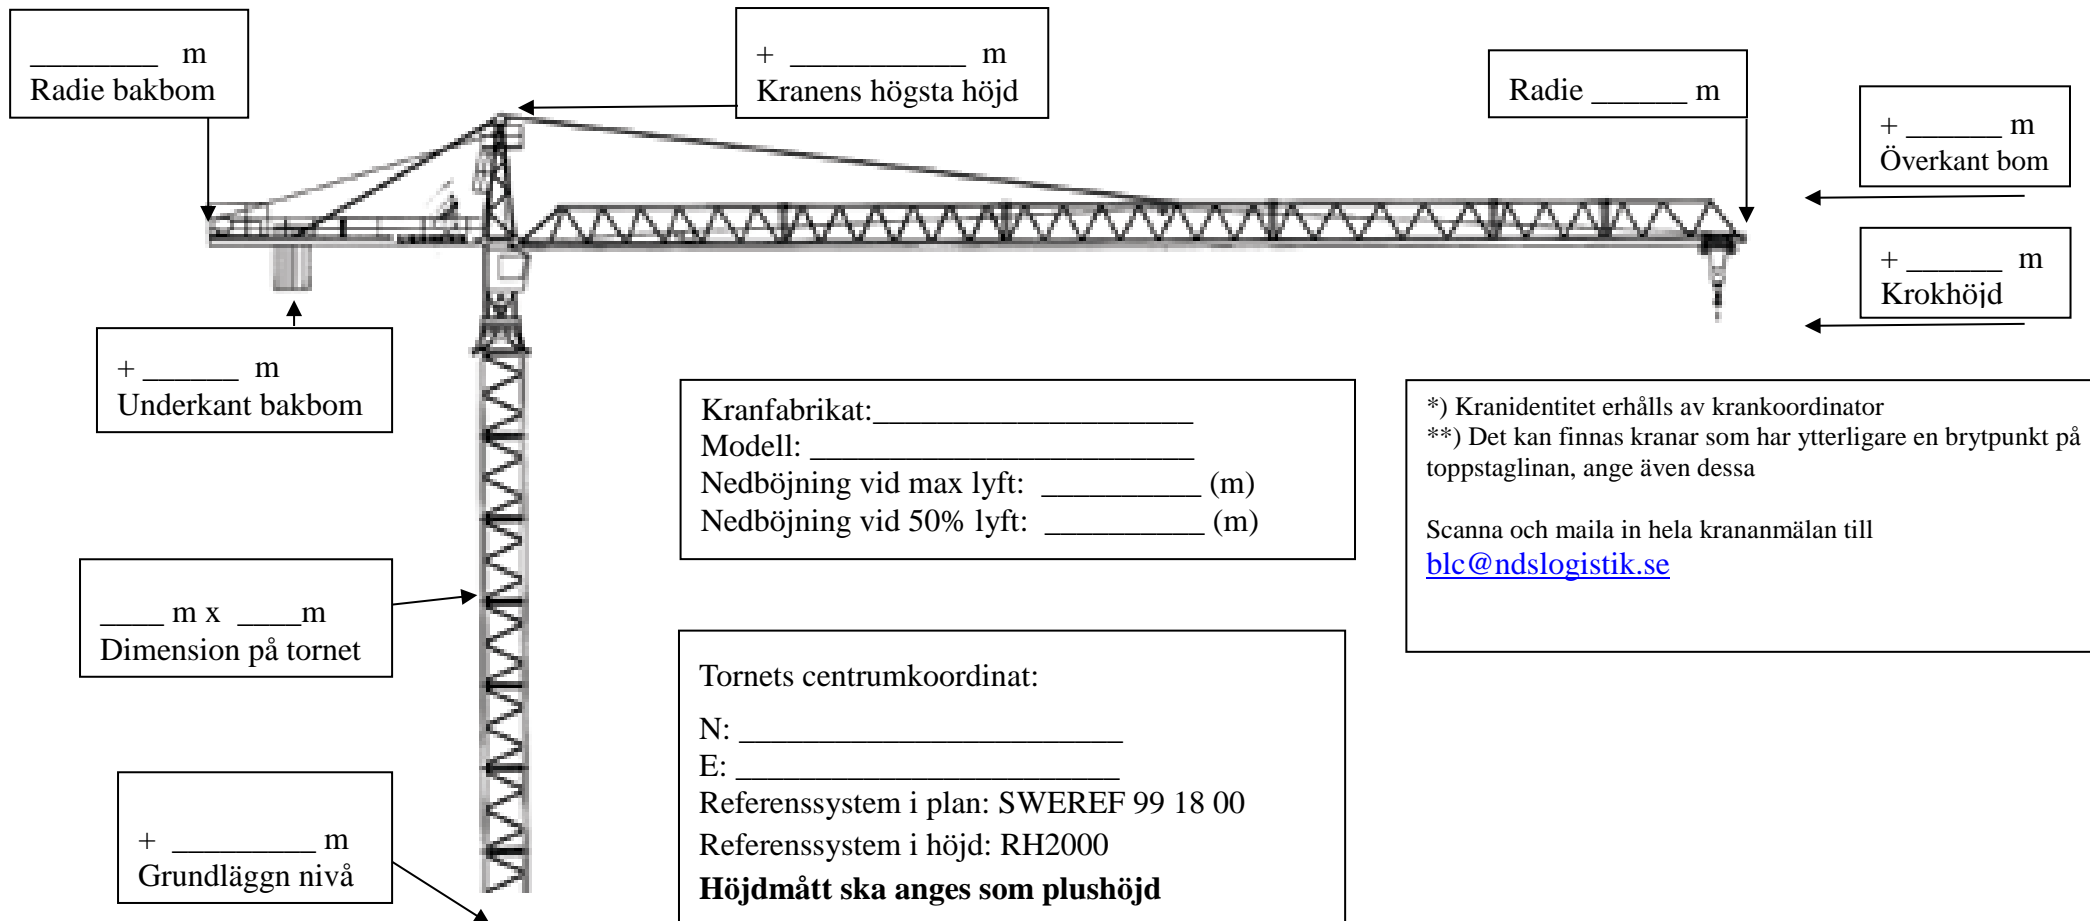 ________ m
Radie bakbom
+ ___________ m
Kranens högsta höjd
Radie ______ m
+ ______ m
Överkant bom
+ ______ m
Krokhöjd
+ ______ m
Underkant bakbom
Kranfabrikat:____________________
Modell: ________________________
Nedböjning vid max lyft: __________ (m)
Nedböjning vid 50% lyft: __________ (m)
*) Kranidentitet erhålls av krankoordinator
**) Det kan finnas kranar som har ytterligare en brytpunkt på
toppstaglinan, ange även dessa
Scanna och maila in hela krananmälan till
blc@ndslogistik.se
____ m x ____m
Dimension på tornet
Tornets centrumkoordinat:
N: ________________________
E: ________________________
Referenssystem i plan: SWEREF 99 18 00
Referenssystem i höjd: RH2000
Höjdmått ska anges som plushöjd
+ _________ m
Grundläggn nivå